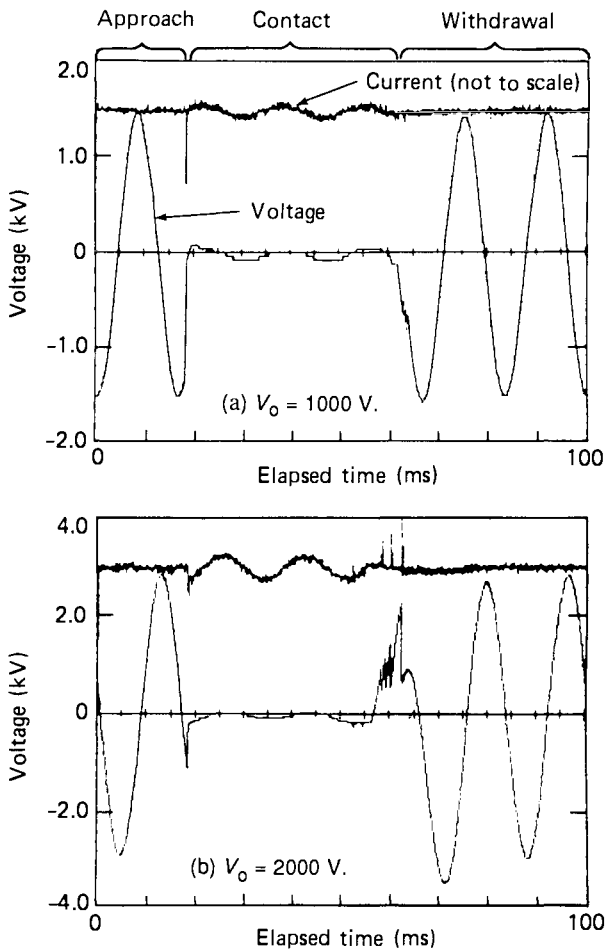 Approach Contact Withdrawal
2.0
Current (not to scale)
1.0
Voltage
Voltage (kV)
0
-1.0
(a) Vo = 1000 V.
-2.0
0 100
Elapsed time (ms)
4.0
2.0
Voltage (kV)
0
-2.0
(b) Vo = 2000 V.
-4.0
0 100
Elapsed time (ms)